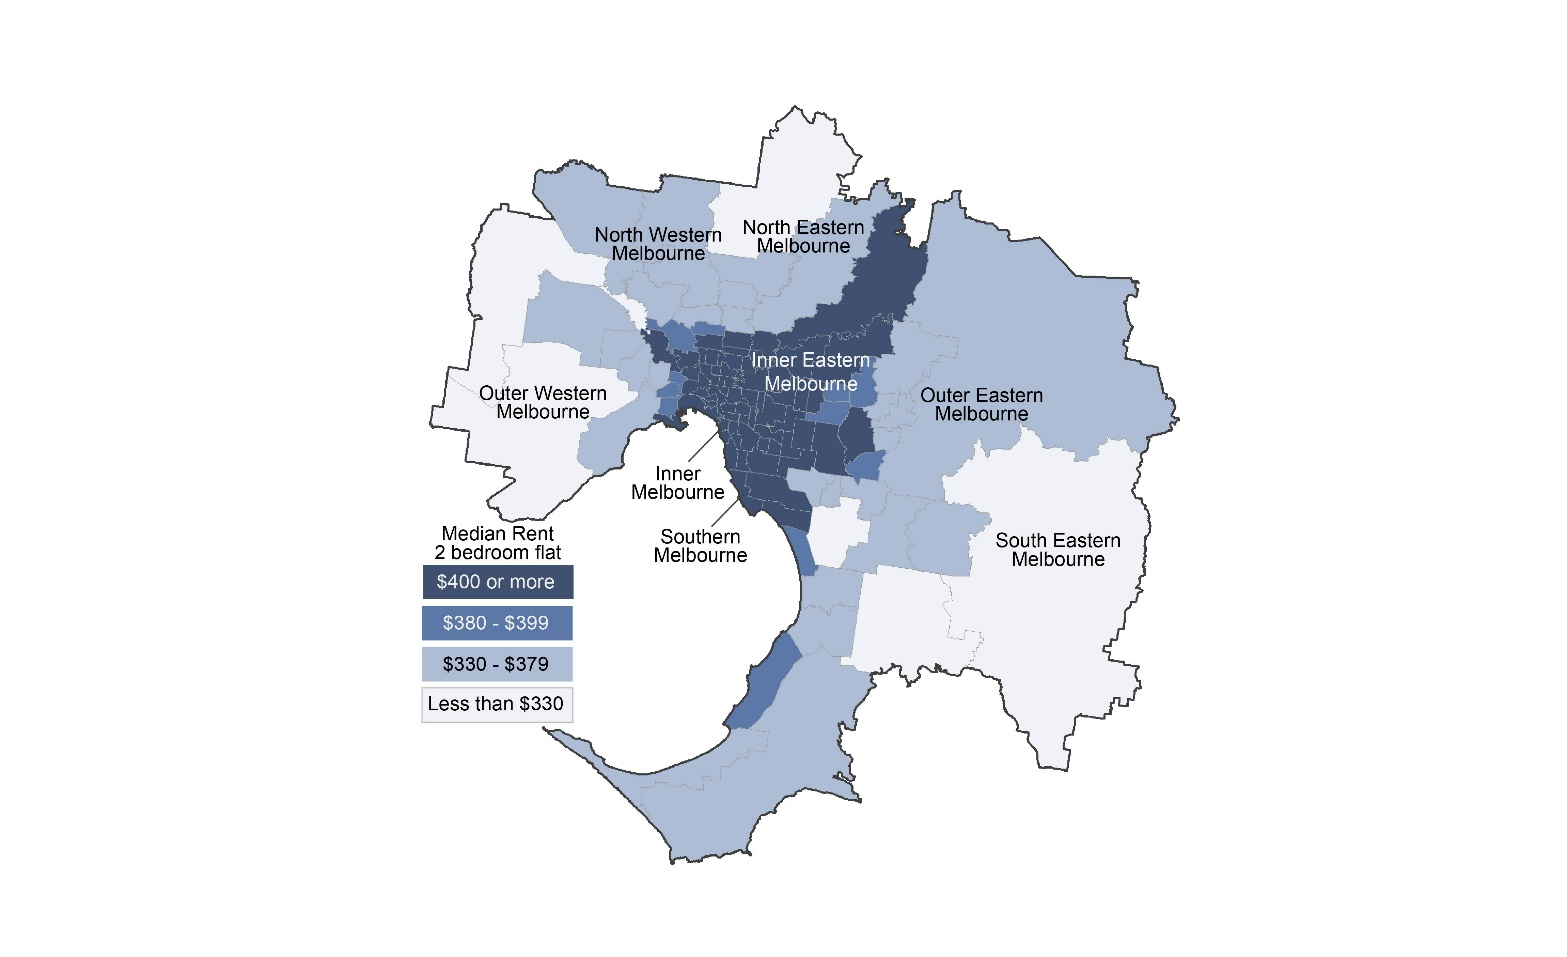 North Western
Melbourne
North Eastern
Melbourne
Inner Eastern
Melbourne
Outer Western
Melbourne
Outer Eastern
Melbourne
Inner
Melbourne
Southern
Melbourne
South Eastern
Melbourne
Median Rent
2 bedroom flat
$400 or more
$380 - $399
$330 - $379
Less than $330